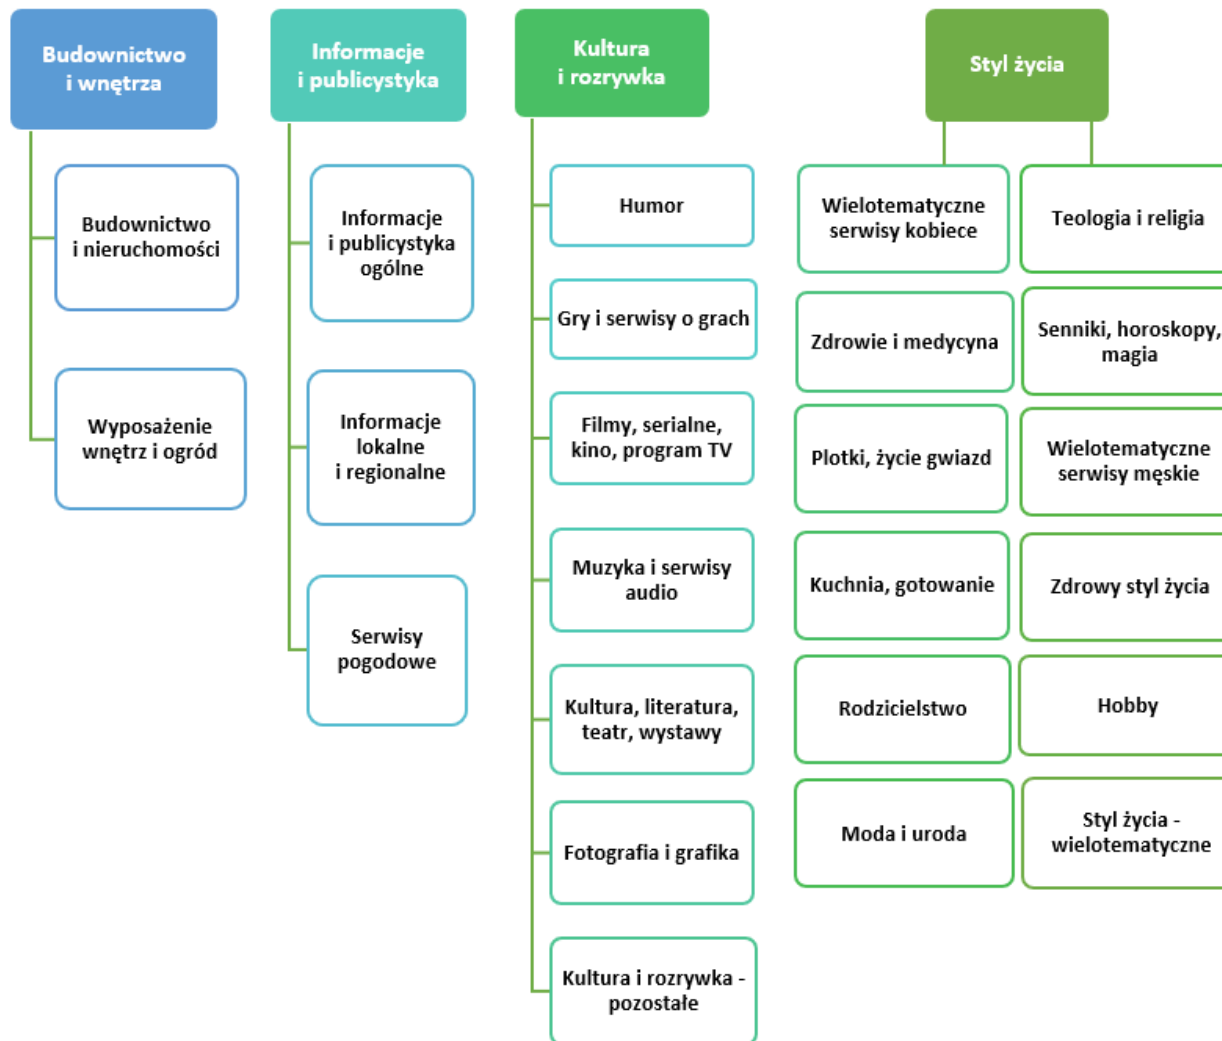 Budownictwo
i wnętrza
Budownictwo
i nieruchomości
Wyposażenie
wnętrz i ogród
Informacje
i publicystyka
Informacje
i publicystyka
ogólne
Informacje
lokalne
i regionalne
Serwisy
pogodowe
Kultura
i rozrywka
Humor
Gry i serwisy o grach
Filmy, serialne,
kino, program TV
Muzyka i serwisy
audio
Kultura, literatura,
teatr, wystawy
Fotografia i grafika
Kultura i rozrywka -
pozostałe
Styl życia
Wielotematyczne
serwisy kobiece
Zdrowie i medycyna
Plotki, życie gwiazd
Kuchnia, gotowanie
Rodzicielstwo
Moda i uroda
Teologia i religia
Senniki, horoskopy,
magia
Wielotematyczne
serwisy męskie
Zdrowy styl życia
Hobby
Styl życia -
wielotematyczne